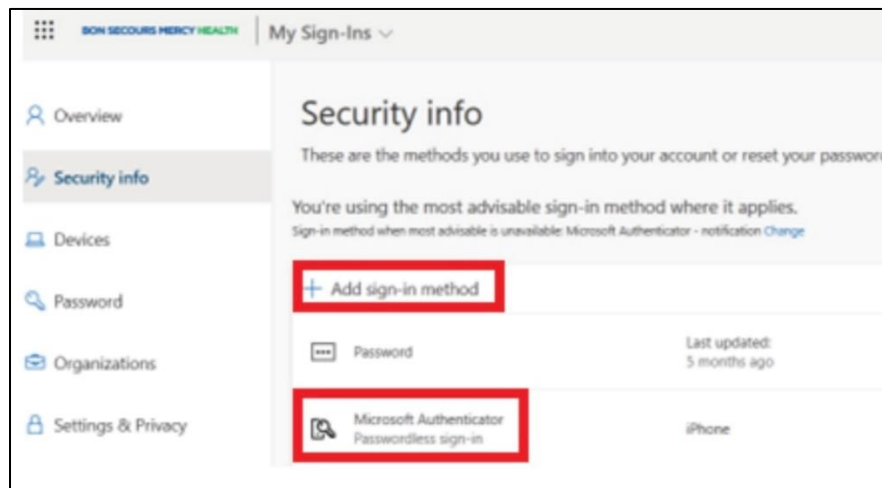 BON SECOURS MERCY HEALTH My Sign-Ins
Overview
Security info
Devices
Password
Organizations
Settings & Privacy
Security info
These are the methods you use to sign into your account or reset your password
You're using the most advisable sign-in method where it applies.
Sign-in method when most advisable is unavailable: Microsoft Authenticator - notification Change
+ Add sign-in method
Password
Last updated:
5 months ago
Microsoft Authenticator
Passwordless sign-in
iPhone